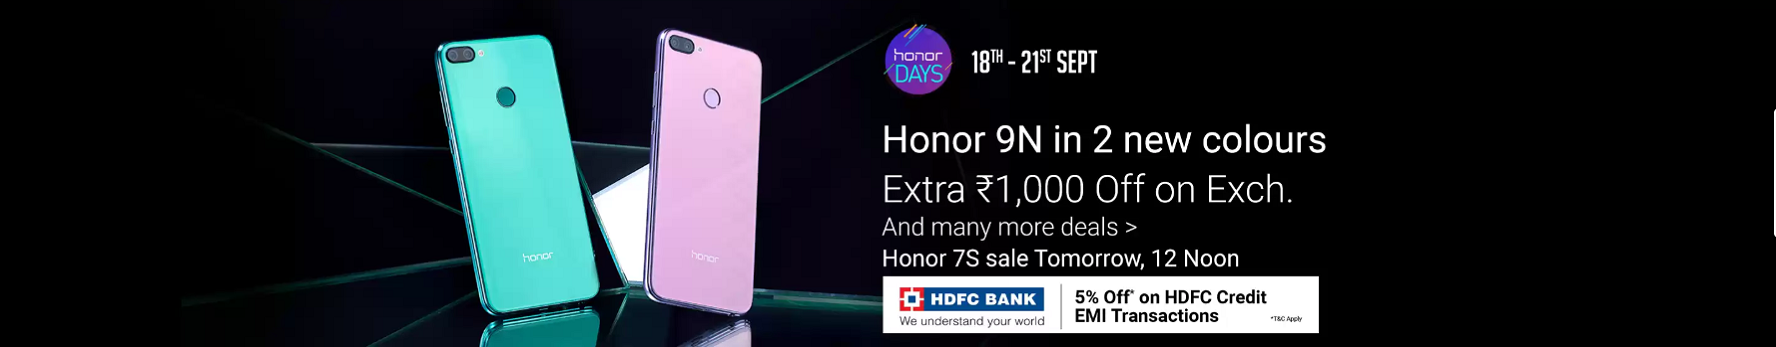 honor
honor
honor
DAYS
18TH - 21ST SEPT
Honor 9N in 2 new colours
Extra ₹1,000 Off on Exch.
And many more deals >
Honor 7S sale Tomorrow, 12 Noon
HDFC BANK
We understand your world
5% Off* on HDFC Credit
EMI Transactions
*T&C Apply